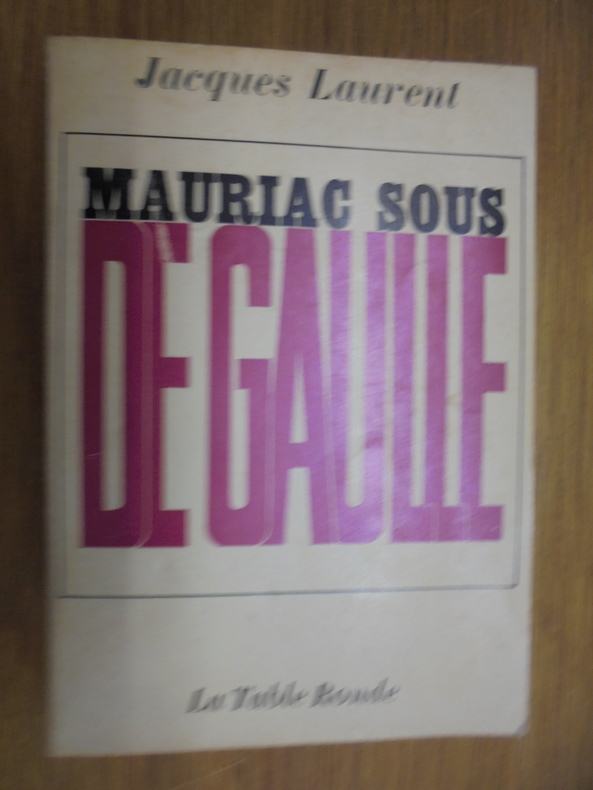 Jacques Laurent
MAURIAC SOUS
DE GAULLE
La Table Ronde